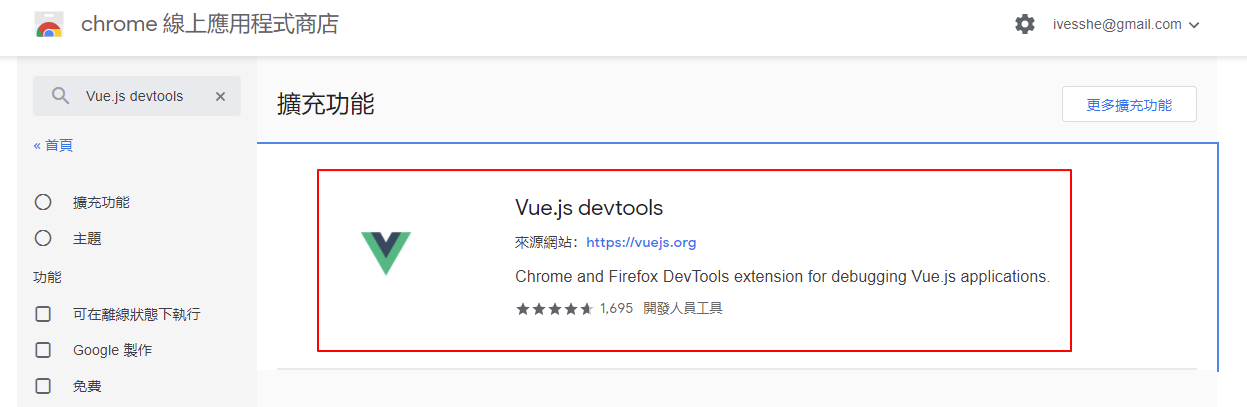 chrome 線上應用程式商店
ivesshe@gmail.com
Vue.js devtools
« 首頁
擴充功能
主題
功能
可在離線狀態下執行
Google 製作
免費
擴充功能
更多擴充功能
Vue.js devtools
來源網站：https://vuejs.org
Chrome and Firefox DevTools extension for debugging Vue.js applications.
1,695 開發人員工具